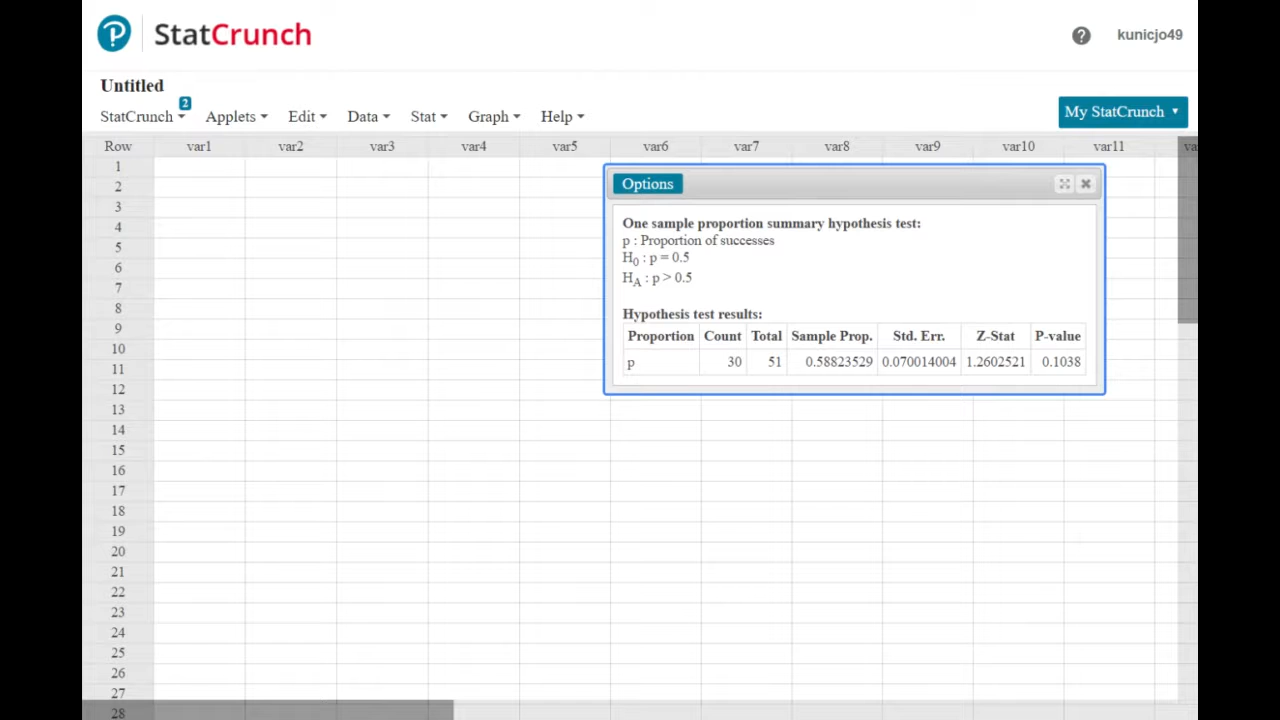 StatCrunch
kunicjo49
Untitled
2
StatCrunch Applets Edit Data Stat Graph Help
My StatCrunch
Row var1 var2 var3 var4 var5 var6 var7 var8 var9 var10 var11 va
1
2
3
4
5
6
7
8
9
10
11
12
13
14
15
16
17
18
19
20
21
22
23
24
25
26
27
28
Options
One sample proportion summary hypothesis test:
p : Proportion of successes
H0 : p = 0.5
HA : p > 0.5
Hypothesis test results:
Proportion Count Total Sample Prop. Std. Err. Z-Stat P-value
p 30 51 0.58823529 0.070014004 1.2602521 0.1038